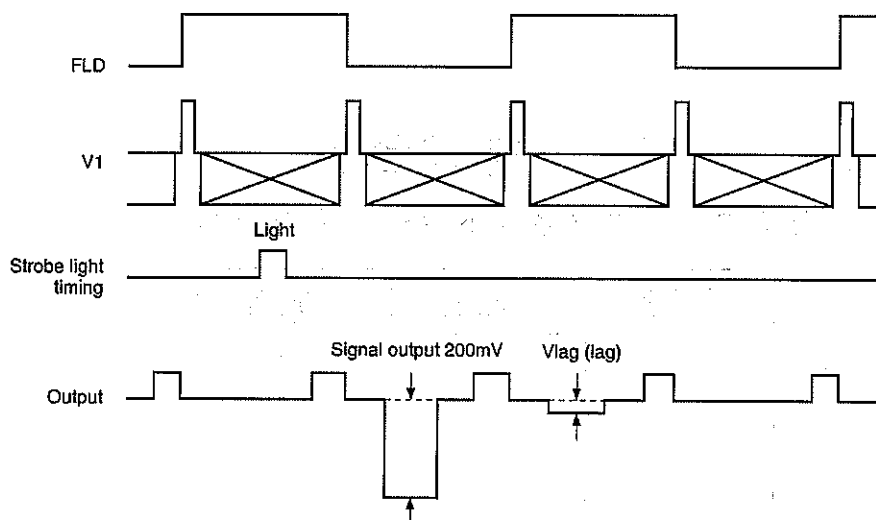 FLD
V1
Light
Strobe light
timing
Signal output 200mV
Vlag (lag)
Output